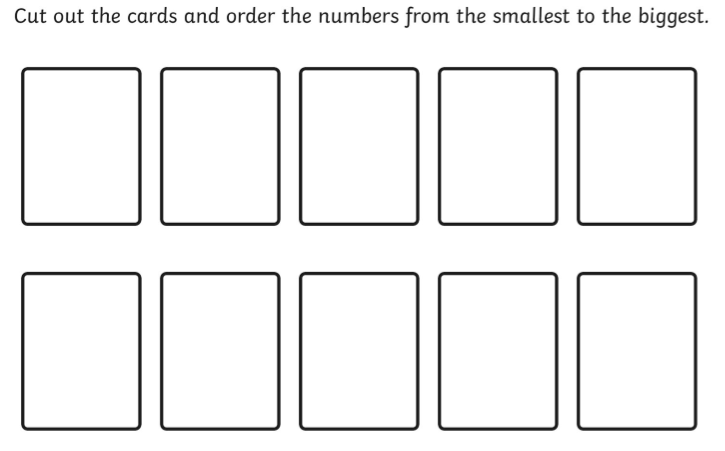 Cut out the cards and order the numbers from the smallest to the biggest.